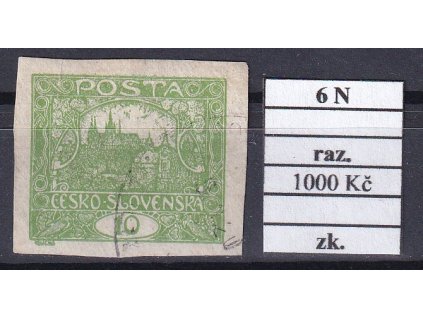 POSTA
ČESKO-SLOVENSKÁ
10
6 N
raz.
1000 Kč
zk.